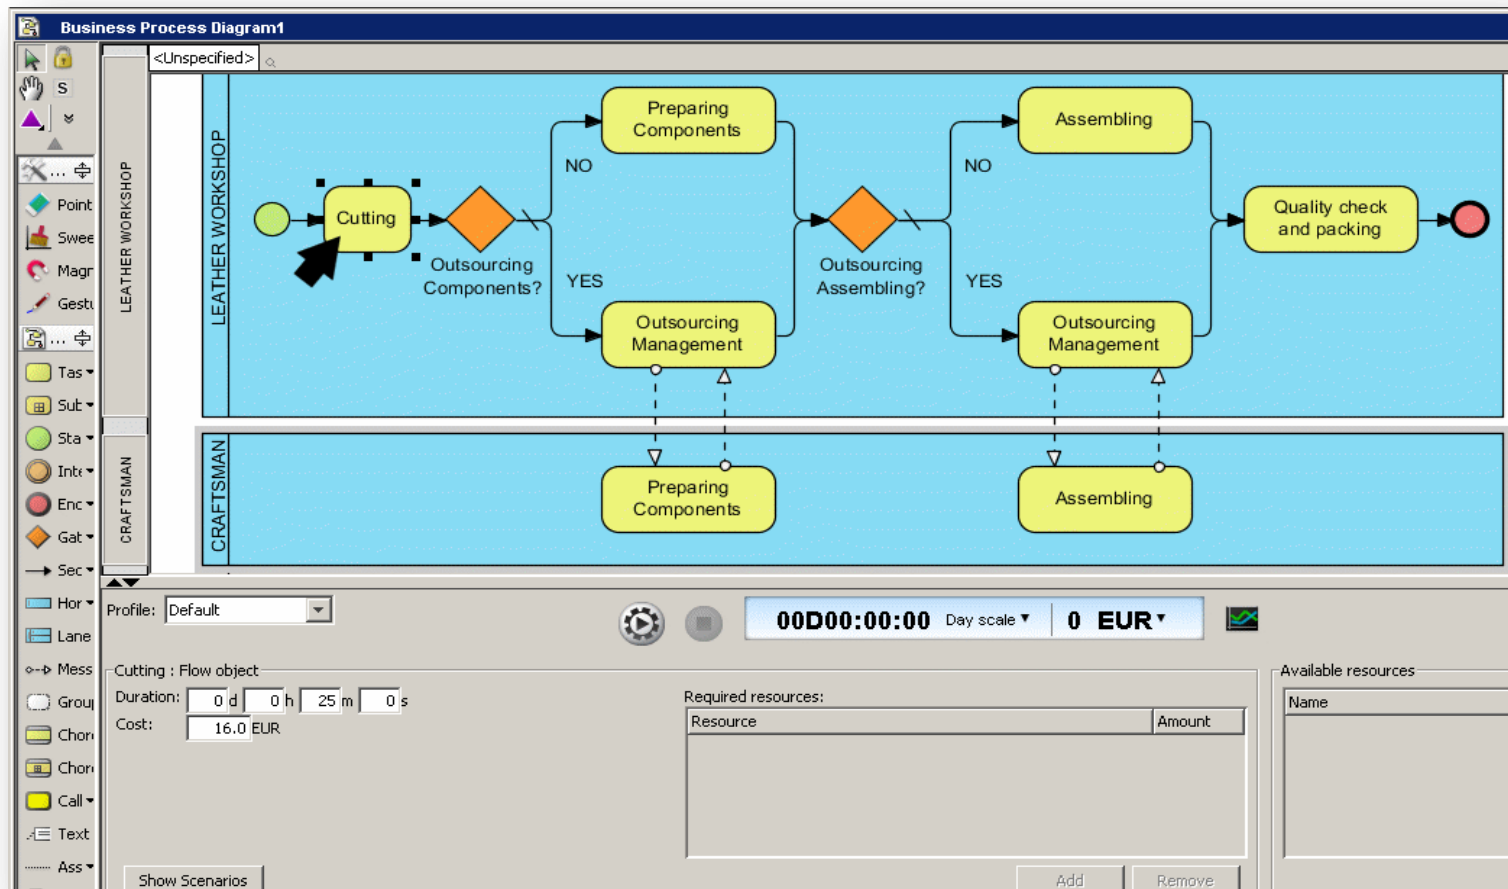 Business Process Diagram1
<Unspecified>
S
...
Point
Swee
Magr
Gestu
...
Tas
Sub
Sta
Inte
Enc
Gat
Sec
Hor
Lane
Mess
Grou
Chor
Chor
Call
Text
Ass
LEATHER WORKSHOP
CRAFTSMAN
LEATHER WORKSHOP
Cutting
Outsourcing
Components?
NO
YES
Preparing
Components
Outsourcing
Management
Outsourcing
Assembling?
NO
YES
Assembling
Outsourcing
Management
Quality check
and packing
CRAFTSMAN
Preparing
Components
Assembling
Profile: Default
00D00:00:00 Day scale 0 EUR
Cutting : Flow object
Duration: 0 d 0 h 25 m 0 s
Cost: 16.0 EUR
Required resources:
Resource Amount
Available resources
Name
Show Scenarios
Add Remove